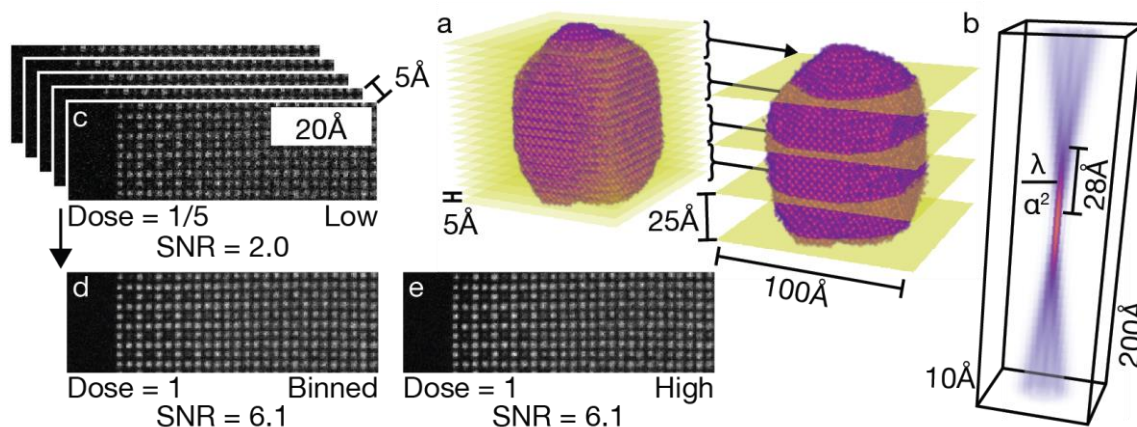 a
b
5Å
c
20Å
Dose = 1/5
Low
SNR = 2.0
5Å
25Å
100Å
λ
α²
28Å
10Å
200Å
d
Dose = 1
Binned
SNR = 6.1
e
Dose = 1
High
SNR = 6.1